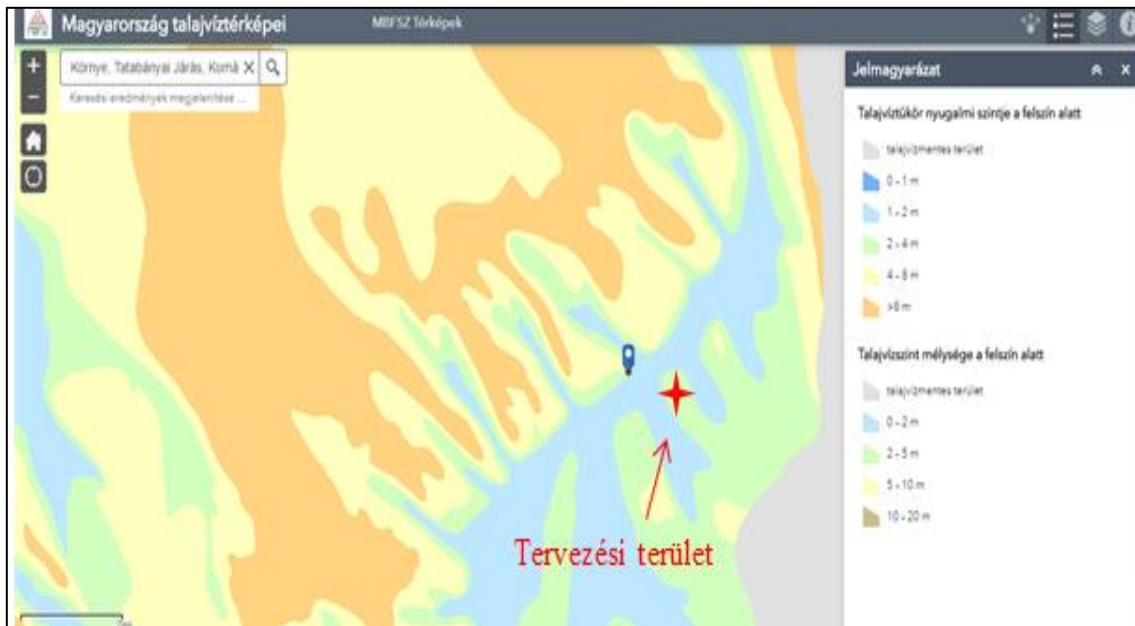 Magyarország talajvíztérképei
MBFSZ Térképek
Környe, Tatabányai Járás, Komá
Keresési eredmények megjelenítése ...
Jelmagyarázat
Talajvíztükör nyugalmi szintje a felszín alatt
talajvízmentes terület
0 - 1 m
1 - 2 m
2 - 4 m
4 - 8 m
>8 m
Talajvízszint mélysége a felszín alatt
talajvízmentes terület
0 - 2 m
2 - 5 m
5 - 10 m
10 - 20 m
Tervezési terület